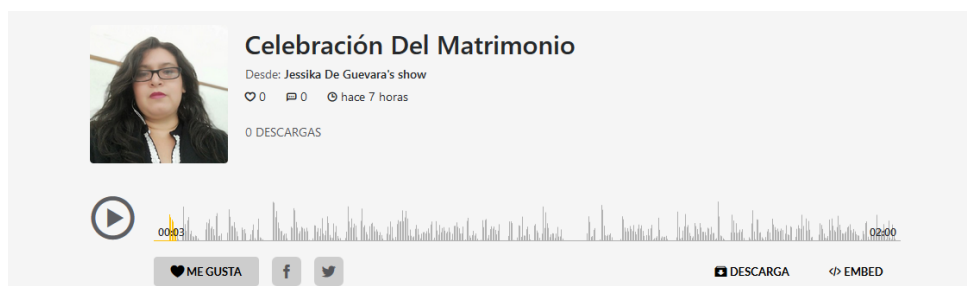 Celebración Del Matrimonio
Desde: Jessika De Guevara's show
0 0 hace 7 horas
0 DESCARGAS
00:03 02:00
ME GUSTA DESCARGA </> EMBED